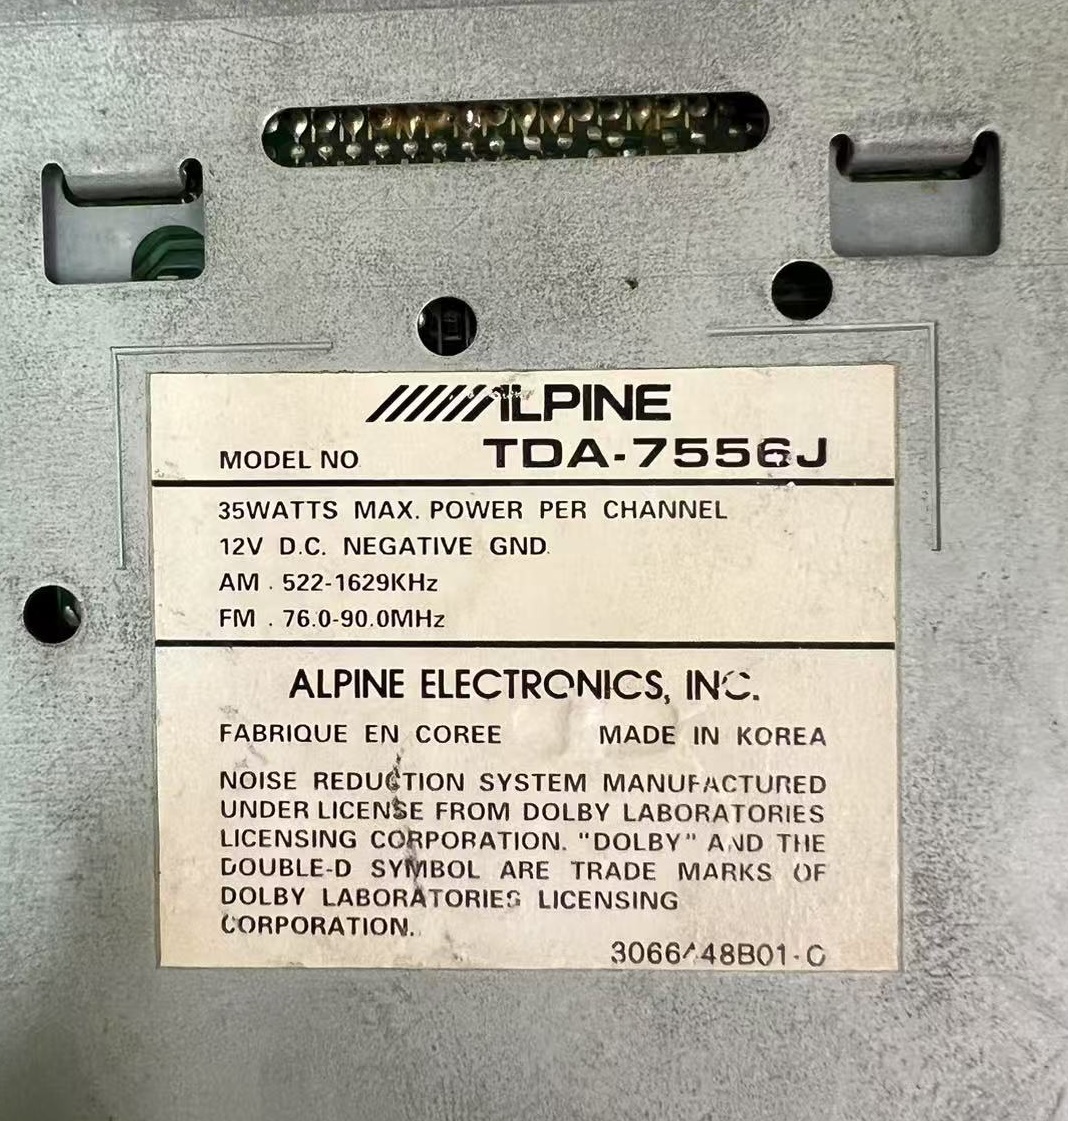 ALPINE
MODEL NO. TDA-7556J
35WATTS MAX. POWER PER CHANNEL
12V D.C. NEGATIVE GND.
AM . 522-1629KHz
FM . 76.0-90.0MHz
ALPINE ELECTRONICS, INC.
FABRIQUE EN COREE MADE IN KOREA
NOISE REDUCTION SYSTEM MANUFACTURED
UNDER LICENSE FROM DOLBY LABORATORIES
LICENSING CORPORATION. "DOLBY" AND THE
DOUBLE-D SYMBOL ARE TRADE MARKS OF
DOLBY LABORATORIES LICENSING
CORPORATION.